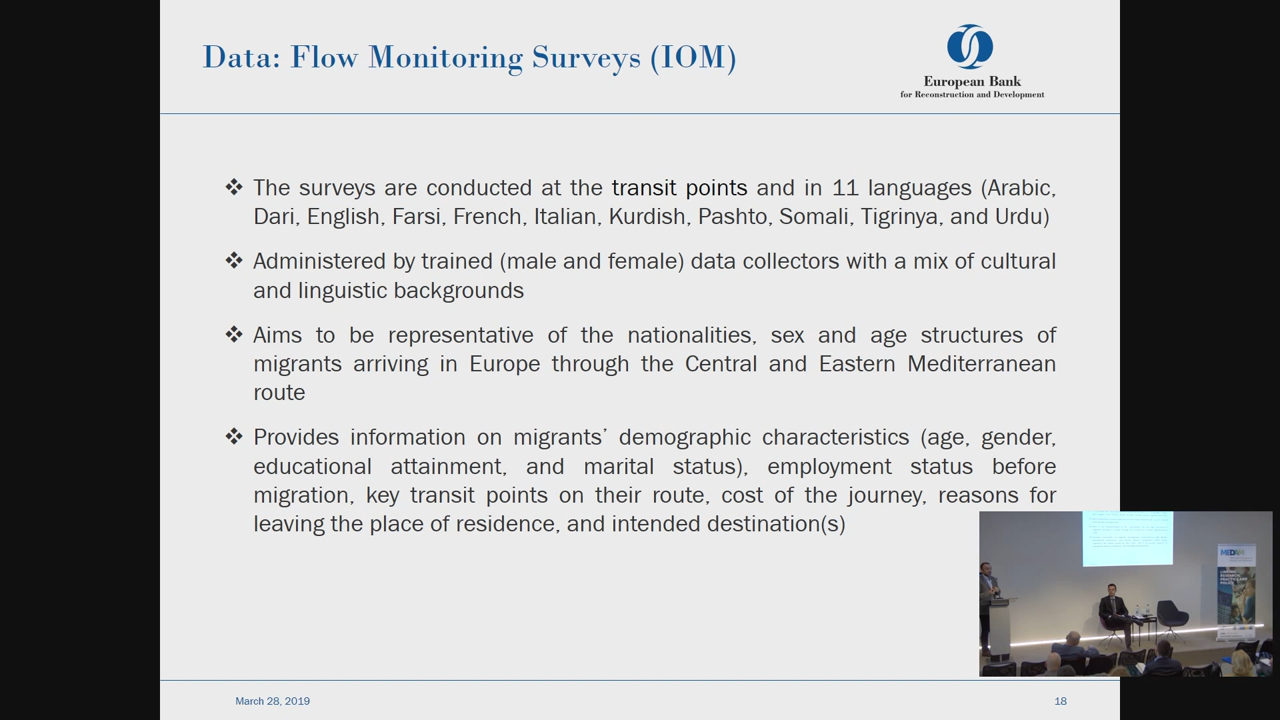 Data: Flow Monitoring Surveys (IOM)
European Bank
for Reconstruction and Development
❖ The surveys are conducted at the transit points and in 11 languages (Arabic,
Dari, English, Farsi, French, Italian, Kurdish, Pashto, Somali, Tigrinya, and Urdu)
❖ Administered by trained (male and female) data collectors with a mix of cultural
and linguistic backgrounds
❖ Aims to be representative of the nationalities, sex and age structures of
migrants arriving in Europe through the Central and Eastern Mediterranean
route
❖ Provides information on migrants’ demographic characteristics (age, gender,
educational attainment, and marital status), employment status before
migration, key transit points on their route, cost of the journey, reasons for
leaving the place of residence, and intended destination(s)
MEDAM
March 28, 2019
18